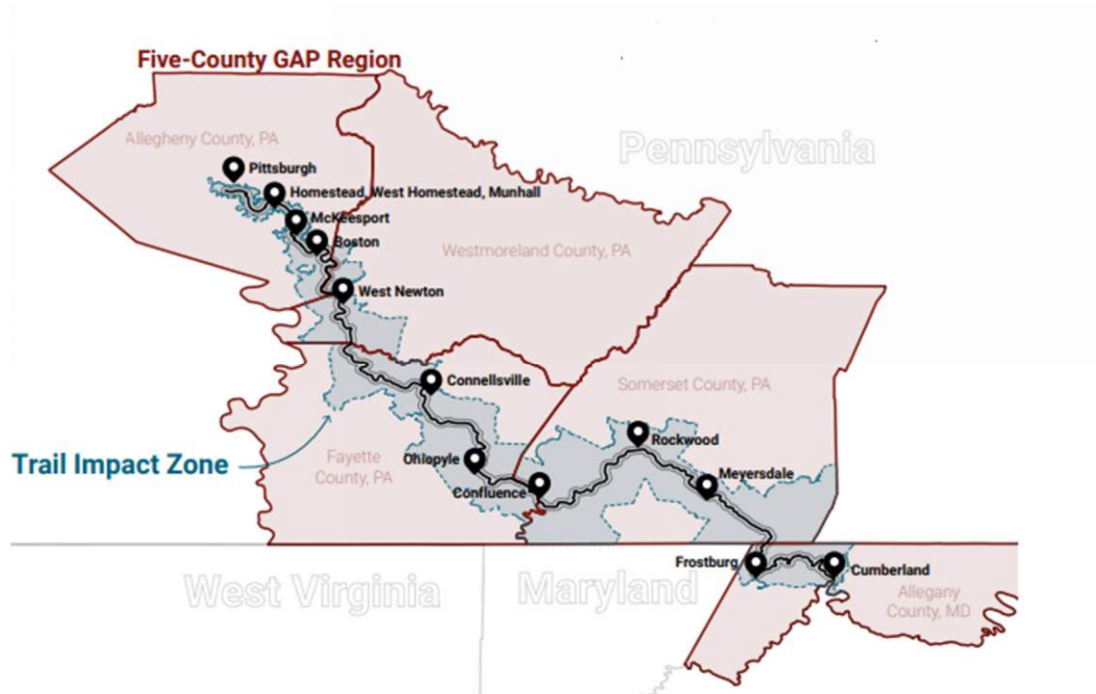 Five-County GAP Region
Allegheny County, PA
Pennsylvania
Pittsburgh
Homestead, West Homestead, Munhall
McKeesport
Boston
Westmoreland County, PA
West Newton
Connellsville
Somerset County, PA
Rockwood
Trail Impact Zone
Fayette
County, PA
Ohiopyle
Meyersdale
Confluence
Frostburg
Cumberland
West Virginia
Maryland
Allegany
County, MD